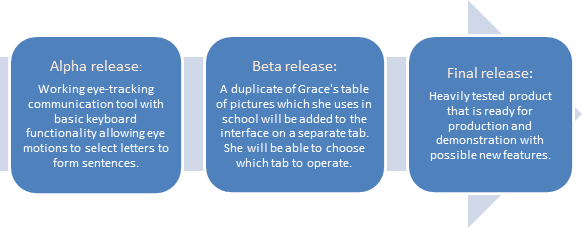 Alpha release:
Working eye-tracking
communication tool with
basic keyboard
functionality allowing eye
motions to select letters to
form sentences.
Beta release:
A duplicate of Grace's table
of pictures which she uses in
school will be added to the
interface on a separate tab.
She will be able to choose
which tab to operate.
Final release:
Heavily tested product
that is ready for
production and
demonstration with
possible new features.